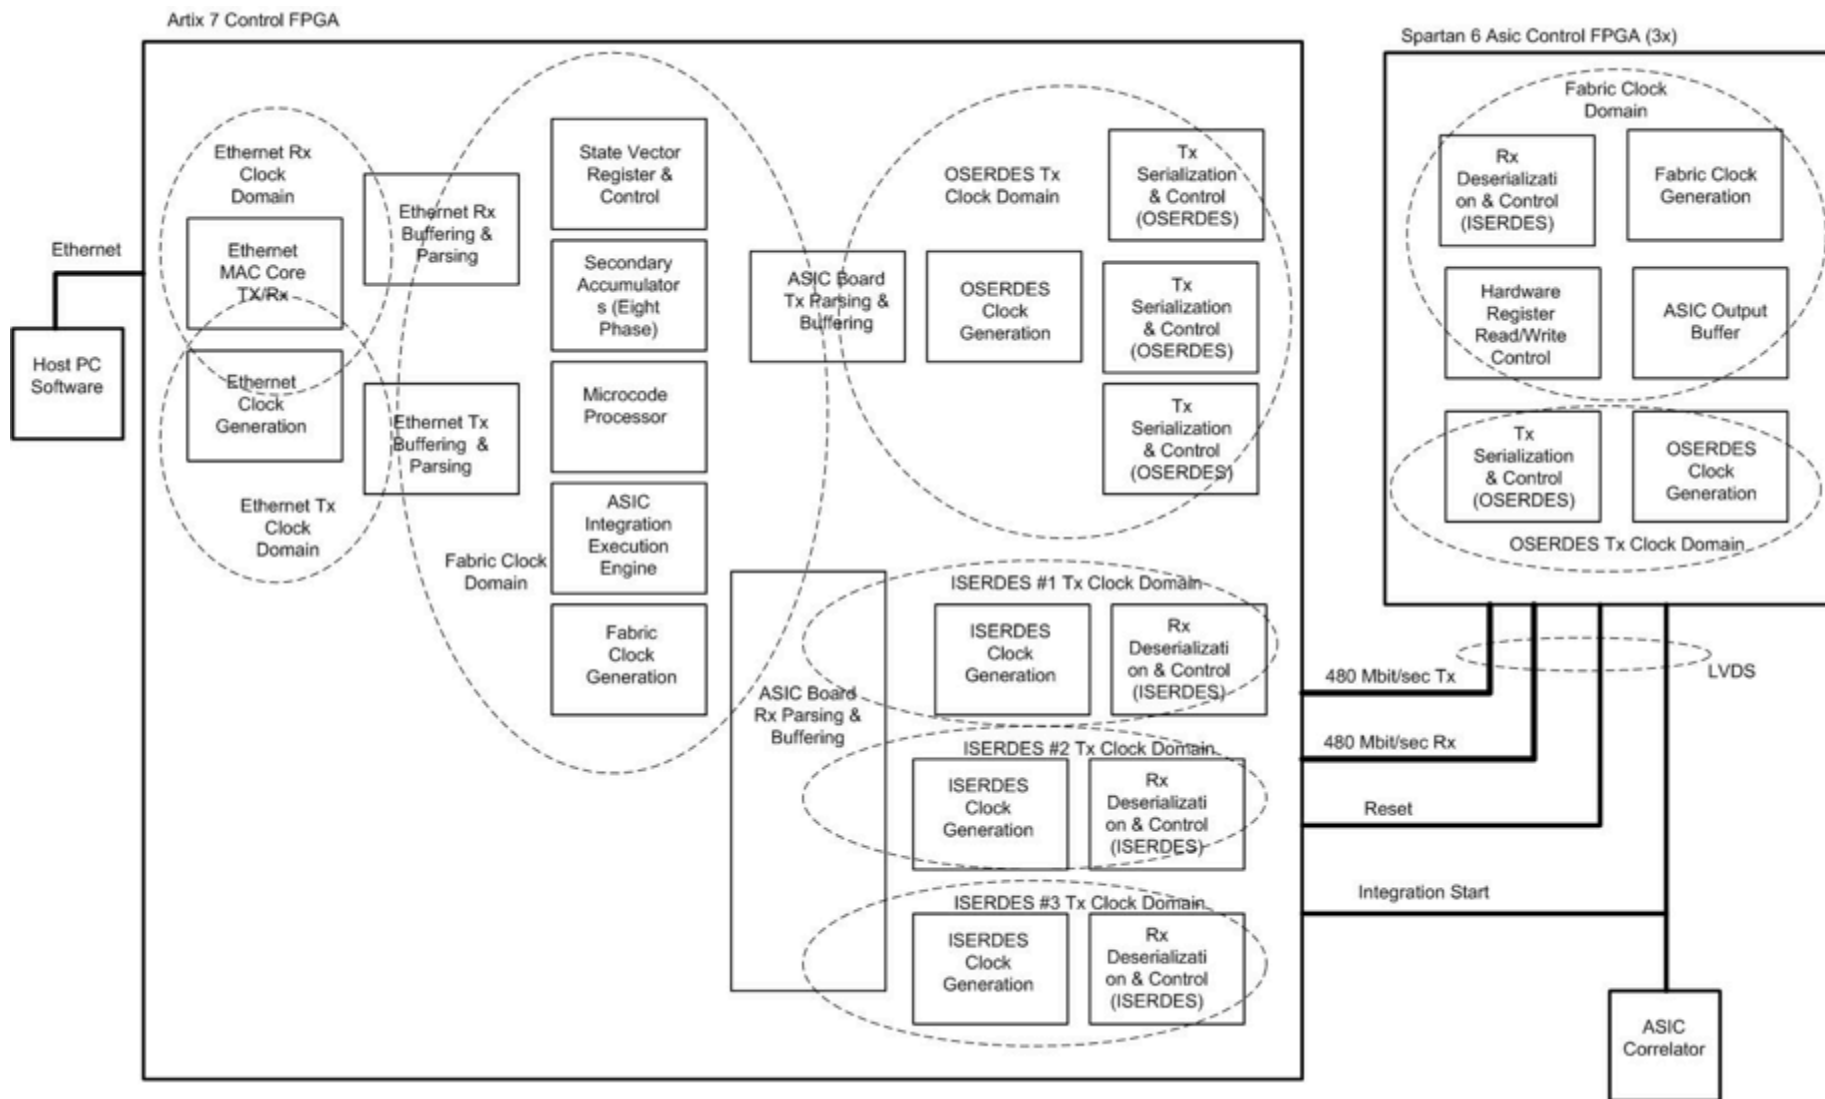 Artix 7 Control FPGA
Spartan 6 Asic Control FPGA (3x)
Ethernet
Host PC
Software
Ethernet Rx
Clock
Domain
Ethernet
MAC Core
TX/Rx
Ethernet
Clock
Generation
Ethernet Tx
Clock
Domain
Ethernet Rx
Buffering &
Parsing
Ethernet Tx
Buffering &
Parsing
State Vector
Register &
Control
Secondary
Accumulator
s (Eight
Phase)
Microcode
Processor
ASIC
Integration
Execution
Engine
Fabric Clock
Domain
Fabric
Clock
Generation
ASIC Board
Tx Parsing &
Buffering
OSERDES Tx
Clock Domain
OSERDES
Clock
Generation
Tx
Serialization
& Control
(OSERDES)
Tx
Serialization
& Control
(OSERDES)
Tx
Serialization
& Control
(OSERDES)
ASIC Board
Rx Parsing &
Buffering
ISERDES #1 Tx Clock Domain
ISERDES
Clock
Generation
Rx
Deserializati
on & Control
(ISERDES)
ISERDES #2 Tx Clock Domain
ISERDES
Clock
Generation
Rx
Deserializati
on & Control
(ISERDES)
ISERDES #3 Tx Clock Domain
ISERDES
Clock
Generation
Rx
Deserializati
on & Control
(ISERDES)
Fabric Clock
Domain
Rx
Deserializati
on & Control
(ISERDES)
Fabric Clock
Generation
Hardware
Register
Read/Write
Control
ASIC Output
Buffer
Tx
Serialization
& Control
(OSERDES)
OSERDES
Clock
Generation
OSERDES Tx Clock Domain
LVDS
480 Mbit/sec Tx
480 Mbit/sec Rx
Reset
Integration Start
ASIC
Correlator